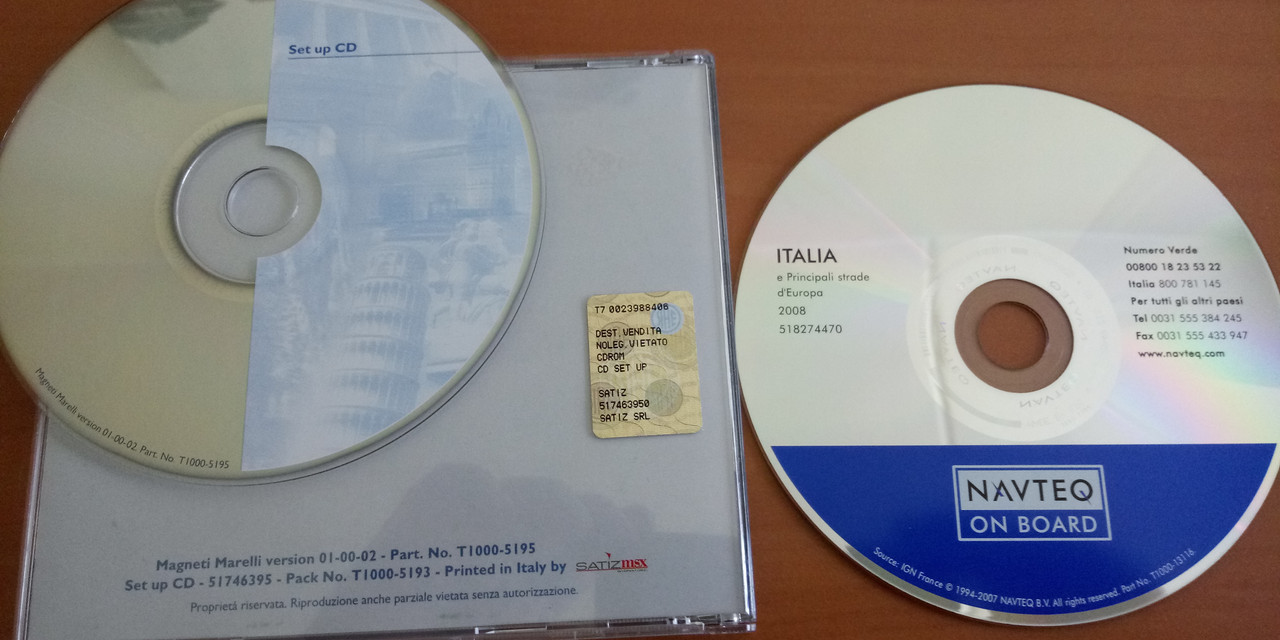 Set up CD
Magneti Marelli version 01-00-02 Part. No. T1000-5195
T7 0023988406
DEST.VENDITA
NOLEG.VIETATO
CDROM
CD SET UP
SATIZ
517463950
SATIZ SRL
Magneti Marelli version 01-00-02 - Part. No. T1000-5195
Set up CD - 51746395 - Pack No. T1000-5193 - Printed in Italy by SATIZ msx
Proprietà riservata. Riproduzione anche parziale vietata senza autorizzazione.
ITALIA
e Principali strade
d'Europa
2008
518274470
Numero Verde
00800 18 23 53 22
Italia 800 781 145
Per tutti gli altri paesi
Tel 0031 555 384 245
Fax 0031 555 433 947
www.navteq.com
NAVTEQ
ON BOARD
Source: IGN France © 1994-2007 NAVTEQ B.V. All rights reserved. Part No. T1000-13116